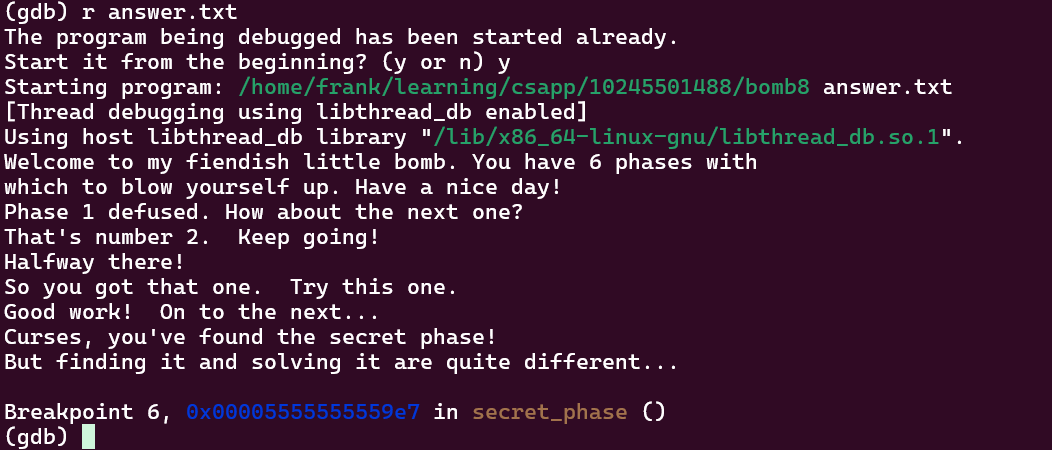 (gdb) r answer.txt
The program being debugged has been started already.
Start it from the beginning? (y or n) y
Starting program: /home/frank/learning/csapp/10245501488/bomb8 answer.txt
[Thread debugging using libthread_db enabled]
Using host libthread_db library "/lib/x86_64-linux-gnu/libthread_db.so.1".
Welcome to my fiendish little bomb. You have 6 phases with
which to blow yourself up. Have a nice day!
Phase 1 defused. How about the next one?
That's number 2.  Keep going!
Halfway there!
So you got that one.  Try this one.
Good work!  On to the next...
Curses, you've found the secret phase!
But finding it and solving it are quite different...
Breakpoint 6, 0x00005555555559e7 in secret_phase ()
(gdb)